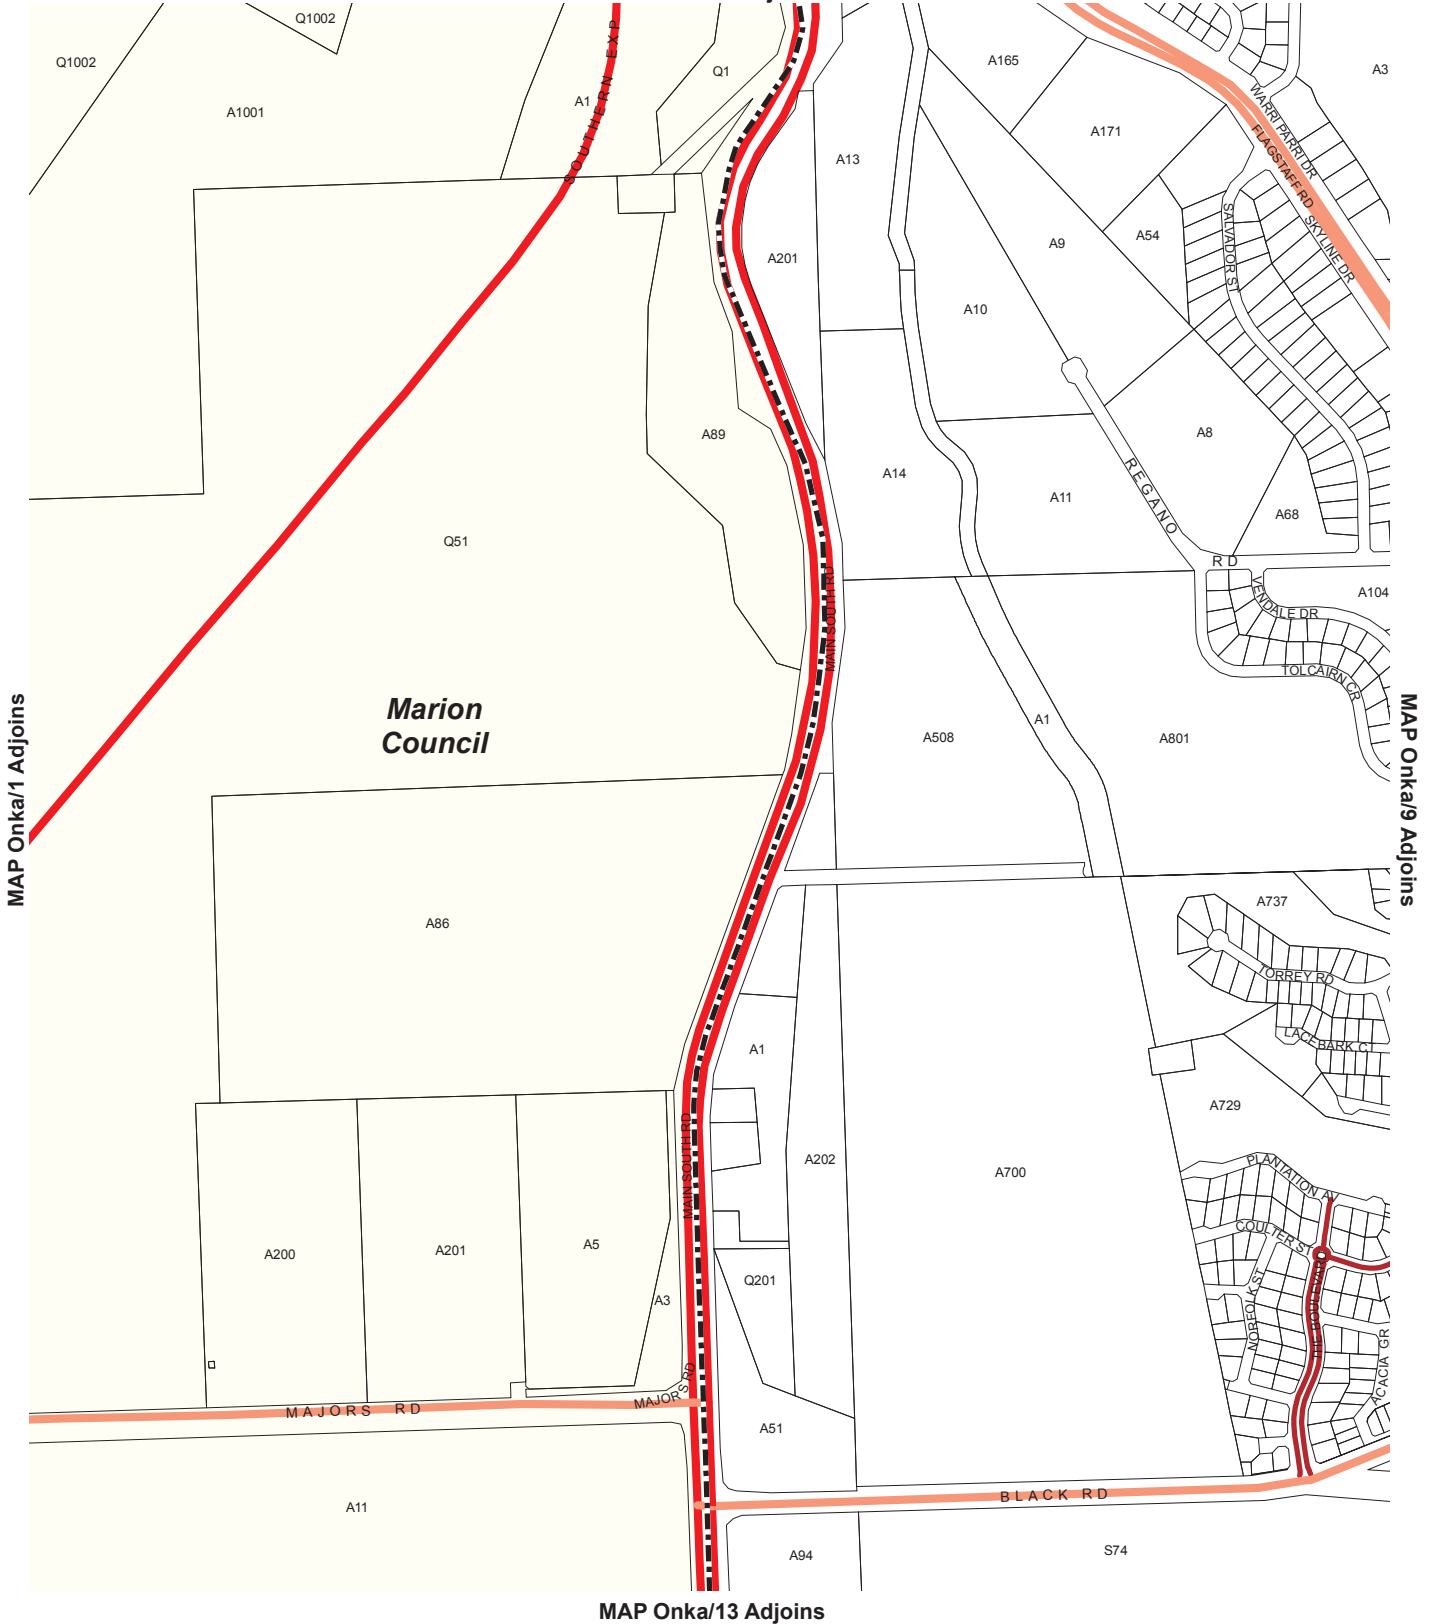 Q1002
Q1002
A1001
A1
SOUTHERN EXP
Q1
A165
A3
A171
WARRI PARRI DR
FLAGSTAFF RD
SKYLINE DR
A13
A54
SALVADOR ST
A9
A201
A10
A89
A8
A14
REGANO
A11
A68
Q51
RD
A104
VENDALE DR
MAIN SOUTH RD
TOLCAIRN CR
Marion
Council
A1
A508
A801
MAP Onka/1 Adjoins
MAP Onka/9 Adjoins
A86
A737
TORREY RD
LACEBARK CT
A1
A729
MAIN SOUTH RD
A202
A700
PLANTATION AV
COULTER ST
A200
A201
A5
Q201
A3
NORFOLK ST
THE BOULEVARD
ACACIA GR
MAJORS RD
MAJORS RD
A51
BLACK RD
A11
A94
S74
MAP Onka/13 Adjoins